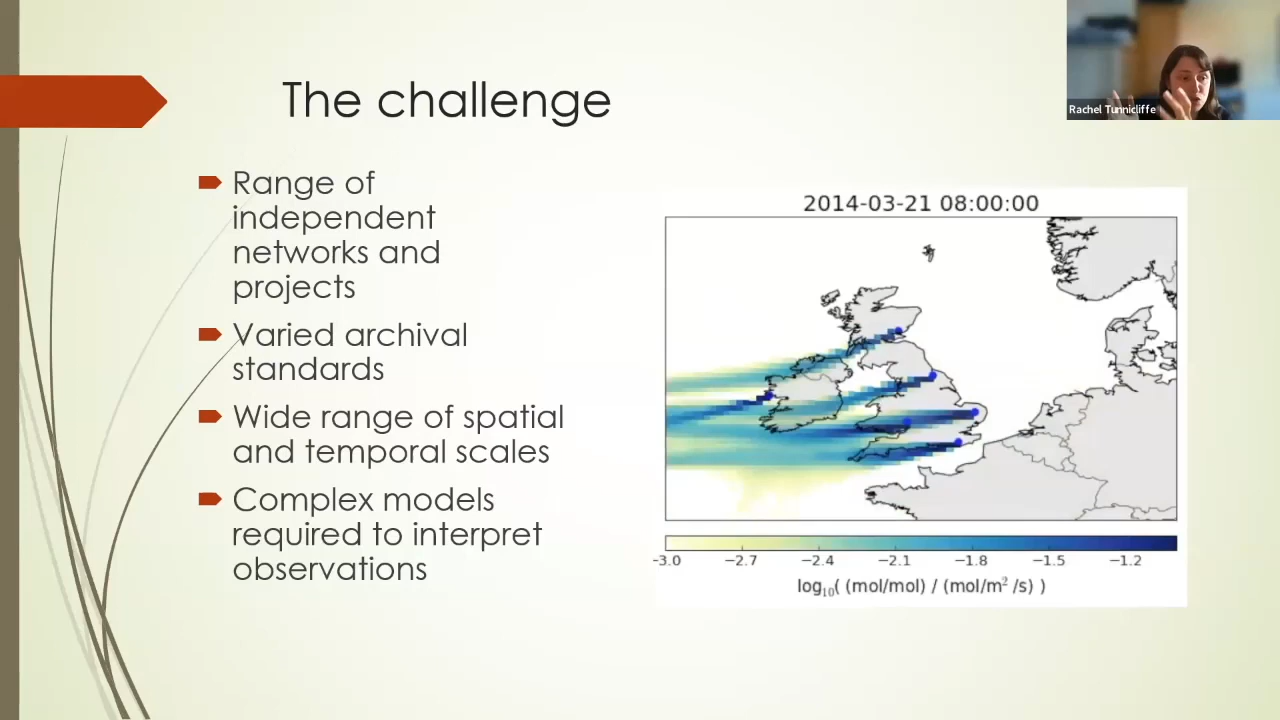 The challenge
Rachel Tunnicliffe
Range of
independent
networks and
projects
Varied archival
standards
Wide range of spatial
and temporal scales
Complex models
required to interpret
observations
2014-03-21 08:00:00
-3.0 −2.7 −2.4 −2.1 −1.8 −1.5 −1.2
log₁₀( (mol/mol) / (mol/m² /s) )